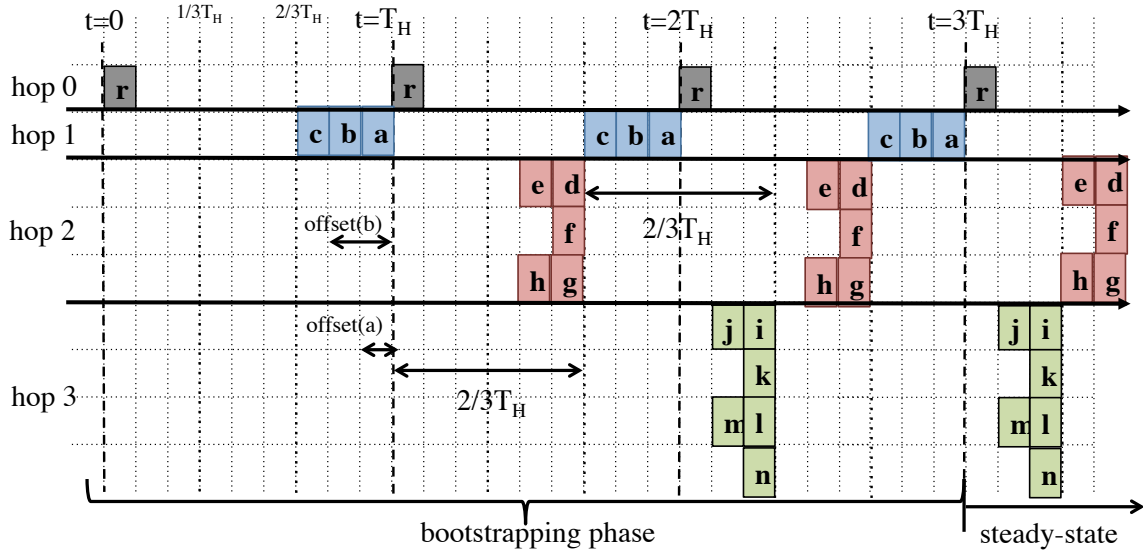 t=0 1/3T_H 2/3T_H t=T_H t=2T_H t=3T_H
hop 0 r r r r
hop 1 c b a c b a c b a
e d e d e d
hop 2 offset(b) f 2/3T_H f f
h g h g h g
offset(a) j i j i
k k
hop 3 2/3T_H
m l m l
n n
bootstrapping phase steady-state